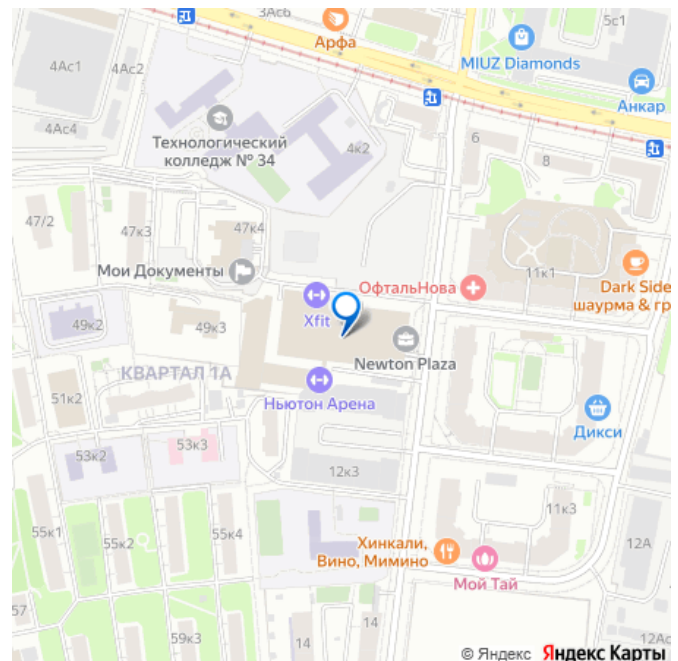 3Ас6
5с1
4Ас1
4Ас2
Арфа
MIUZ Diamonds
Анкар
4Ас4
Технологический
колледж № 34
4к2
6
8
47/2
47к3
47к4
Мои Документы
ОфтальНова
11к1
Dark Side
шаурма & гр
Xfit
49к2
49к3
Newton Plaza
КВАРТАЛ 1А
Ньютон Арена
51к2
Дикси
53к3
53к2
12к3
11к3
55к1
55к2
55к4
12А
Хинкали,
Вино, Мимино
Мой Тай
57
59к3
14
14
12Ас
© Яндекс Яндекс Карты